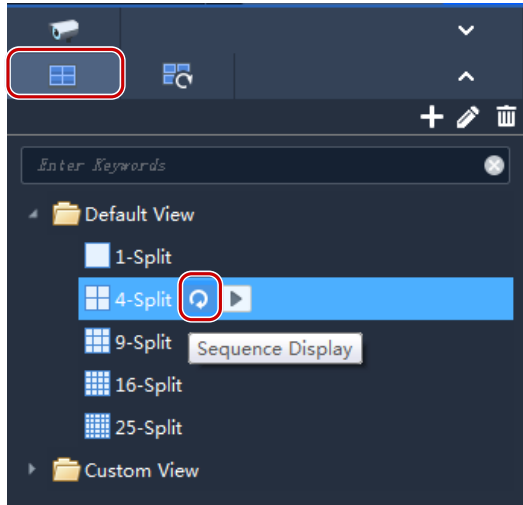 Enter Keywords
Default View
1-Split
4-Split
9-Split
Sequence Display
16-Split
25-Split
Custom View